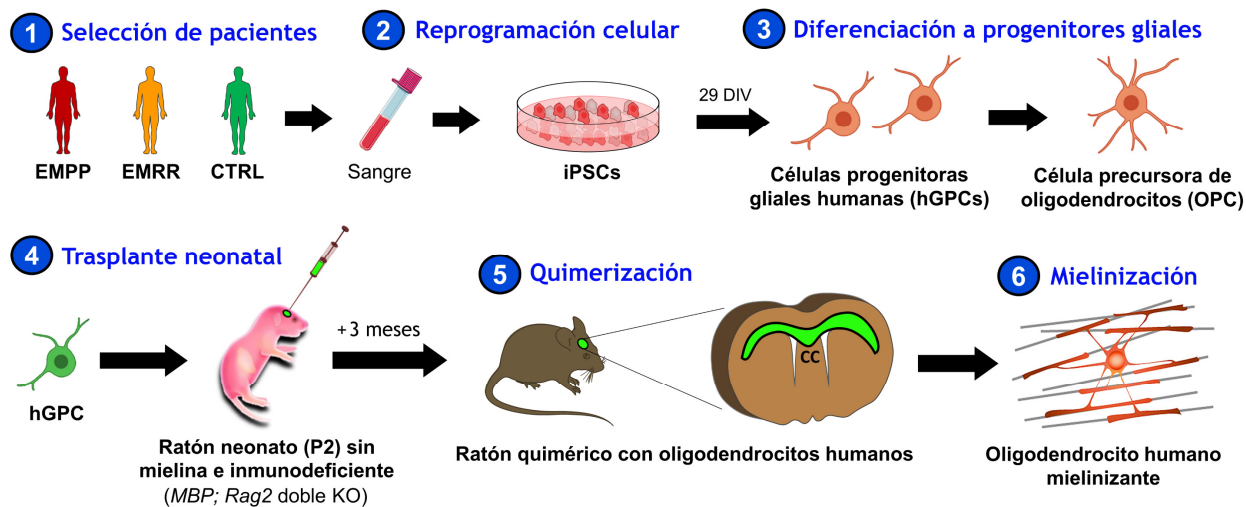 1 Selección de pacientes
EMPP EMRR CTRL
2 Reprogramación celular
Sangre
iPSCs
29 DIV
3 Diferenciación a progenitores gliales
Células progenitoras
gliales humanas (hGPCs)
Célula precursora de
oligodendrocitos (OPC)
4 Trasplante neonatal
hGPC
Ratón neonato (P2) sin
mielina e inmunodeficiente
(MBP; Rag2 doble KO)
+3 meses
5 Quimerización
CC
Ratón quimérico con oligodendrocitos humanos
6 Mielinización
Oligodendrocito humano
mielinizante